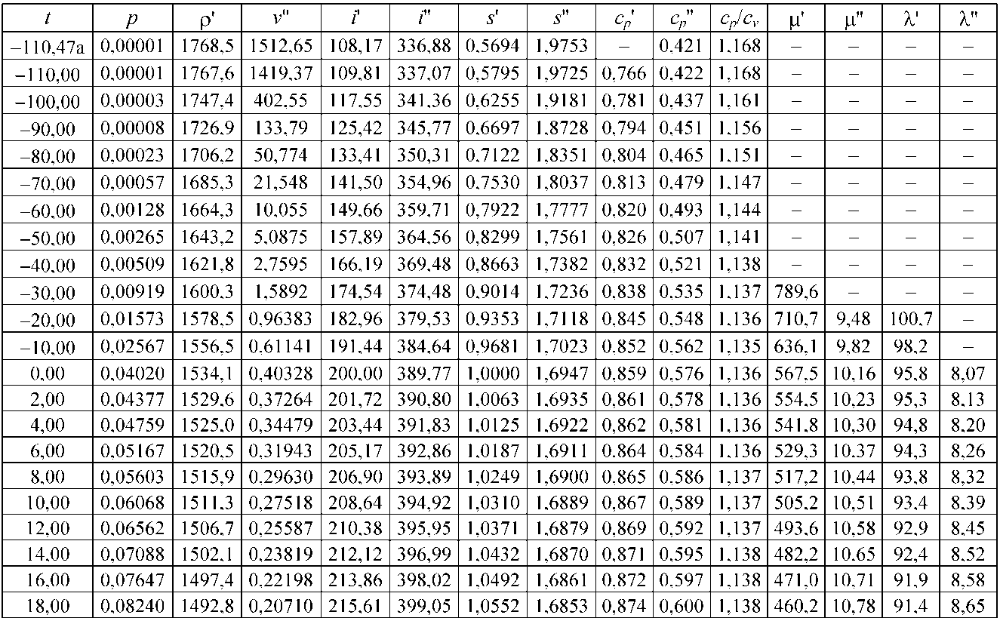 t p ρ' v" i' i" s' s" cp' cp" cp/cv μ' μ" λ' λ"
–110,47a 0,00001 1768,5 1512,65 108,17 336,88 0,5694 1,9753 – 0,421 1,168 – – – –
–110,00 0,00001 1767,6 1419,37 109,81 337,07 0,5795 1,9725 0,766 0,422 1,168 – – – –
–100,00 0,00003 1747,4 402,55 117,55 341,36 0,6255 1,9181 0,781 0,437 1,161 – – – –
–90,00 0,00008 1726,9 133,79 125,42 345,77 0,6697 1,8728 0,794 0,451 1,156 – – – –
–80,00 0,00023 1706,2 50,774 133,41 350,31 0,7122 1,8351 0,804 0,465 1,151 – – – –
–70,00 0,00057 1685,3 21,548 141,50 354,96 0,7530 1,8037 0,813 0,479 1,147 – – – –
–60,00 0,00128 1664,3 10,055 149,66 359,71 0,7922 1,7777 0,820 0,493 1,144 – – – –
–50,00 0,00265 1643,2 5,0875 157,89 364,56 0,8299 1,7561 0,826 0,507 1,141 – – – –
–40,00 0,00509 1621,8 2,7595 166,19 369,48 0,8663 1,7382 0,832 0,521 1,138 – – – –
–30,00 0,00919 1600,3 1,5892 174,54 374,48 0,9014 1,7236 0,838 0,535 1,137 789,6 – – –
–20,00 0,01573 1578,5 0,96383 182,96 379,53 0,9353 1,7118 0,845 0,548 1,136 710,7 9,48 100,7 –
–10,00 0,02567 1556,5 0,61141 191,44 384,64 0,9681 1,7023 0,852 0,562 1,135 636,1 9,82 98,2 –
0,00 0,04020 1534,1 0,40328 200,00 389,77 1,0000 1,6947 0,859 0,576 1,136 567,5 10,16 95,8 8,07
2,00 0,04377 1529,6 0,37264 201,72 390,80 1,0063 1,6935 0,861 0,578 1,136 554,5 10,23 95,3 8,13
4,00 0,04759 1525,0 0,34479 203,44 391,83 1,0125 1,6922 0,862 0,581 1,136 541,8 10,30 94,8 8,20
6,00 0,05167 1520,5 0,31943 205,17 392,86 1,0187 1,6911 0,864 0,584 1,136 529,3 10,37 94,3 8,26
8,00 0,05603 1515,9 0,29630 206,90 393,89 1,0249 1,6900 0,865 0,586 1,137 517,2 10,44 93,8 8,32
10,00 0,06068 1511,3 0,27518 208,64 394,92 1,0310 1,6889 0,867 0,589 1,137 505,2 10,51 93,4 8,39
12,00 0,06562 1506,7 0,25587 210,38 395,95 1,0371 1,6879 0,869 0,592 1,137 493,6 10,58 92,9 8,45
14,00 0,07088 1502,1 0,23819 212,12 396,99 1,0432 1,6870 0,871 0,595 1,138 482,2 10,65 92,4 8,52
16,00 0,07647 1497,4 0,22198 213,86 398,02 1,0492 1,6861 0,872 0,597 1,138 471,0 10,71 91,9 8,58
18,00 0,08240 1492,8 0,20710 215,61 399,05 1,0552 1,6853 0,874 0,600 1,138 460,2 10,78 91,4 8,65